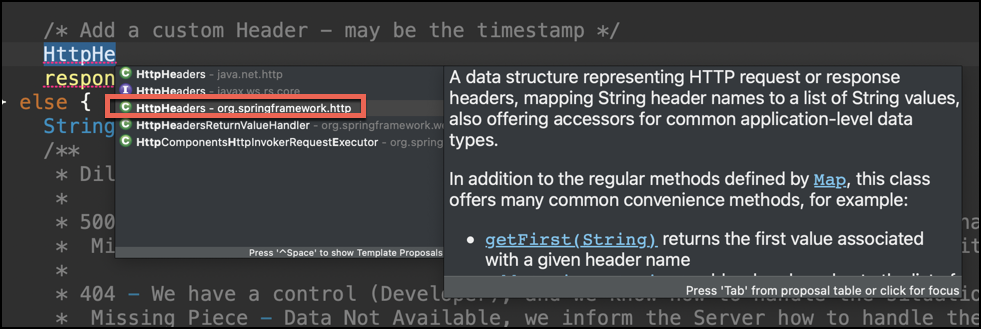 /* Add a custom Header – may be the timestamp */
HttpHe
respon
else {
String
/**
* Dil
*
* 500
* Mi
*
* 404 – We have a control (Developer), and we know how to handle the Situation
* Missing Piece – Data Not Available, we inform the Server how to handle the
HttpHeaders - java.net.http
HttpHeaders - javax.ws.rs.core
HttpHeaders - org.springframework.http
HttpHeadersReturnValueHandler - org.springframework.we
HttpComponentsHttpInvokerRequestExecutor - org.spring
Press '^Space' to show Template Proposals
A data structure representing HTTP request or response
headers, mapping String header names to a list of String values,
also offering accessors for common application-level data
types.
In addition to the regular methods defined by Map, this class
offers many common convenience methods, for example:
• getFirst(String) returns the first value associated
with a given header name
Press 'Tab' from proposal table or click for focus